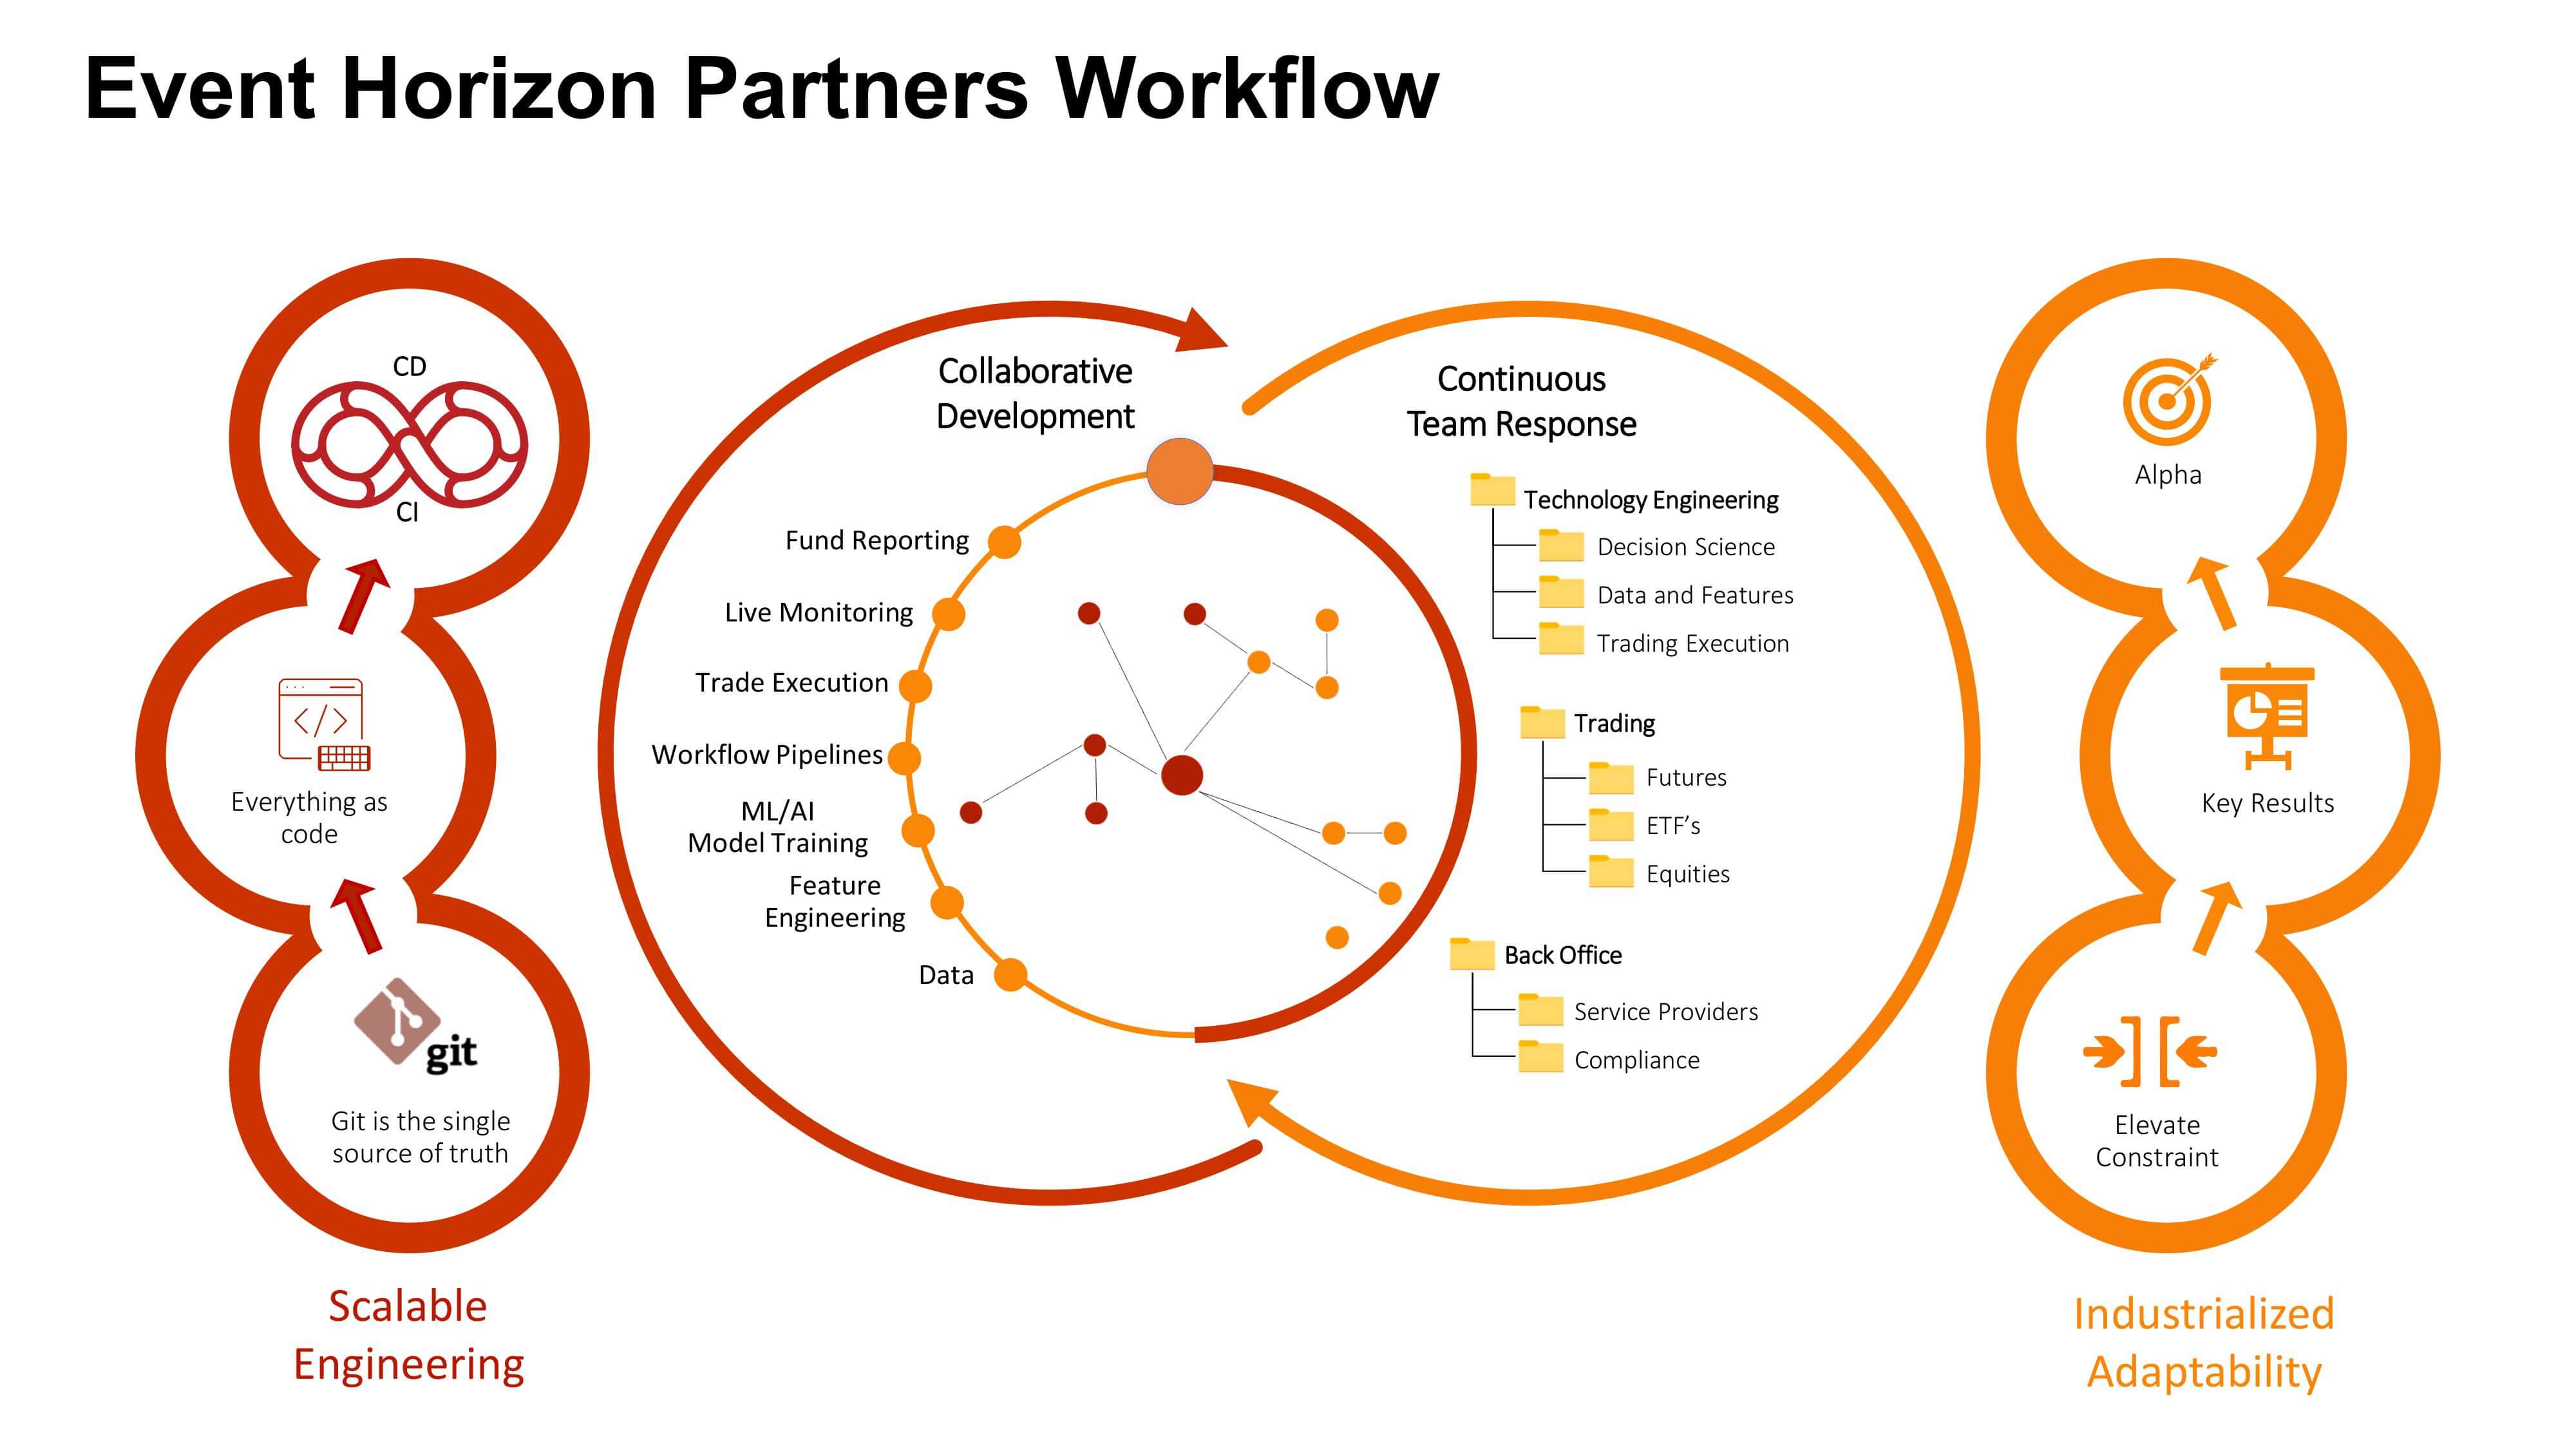 Event Horizon Partners Workflow
CD
CI
Everything as
code
git
Git is the single
source of truth
Scalable
Engineering
Collaborative
Development
Fund Reporting
Live Monitoring
Trade Execution
Workflow Pipelines
ML/AI
Model Training
Feature
Engineering
Data
Continuous
Team Response
Technology Engineering
Decision Science
Data and Features
Trading Execution
Trading
Futures
ETF’s
Equities
Back Office
Service Providers
Compliance
Alpha
Key Results
Elevate
Constraint
Industrialized
Adaptability